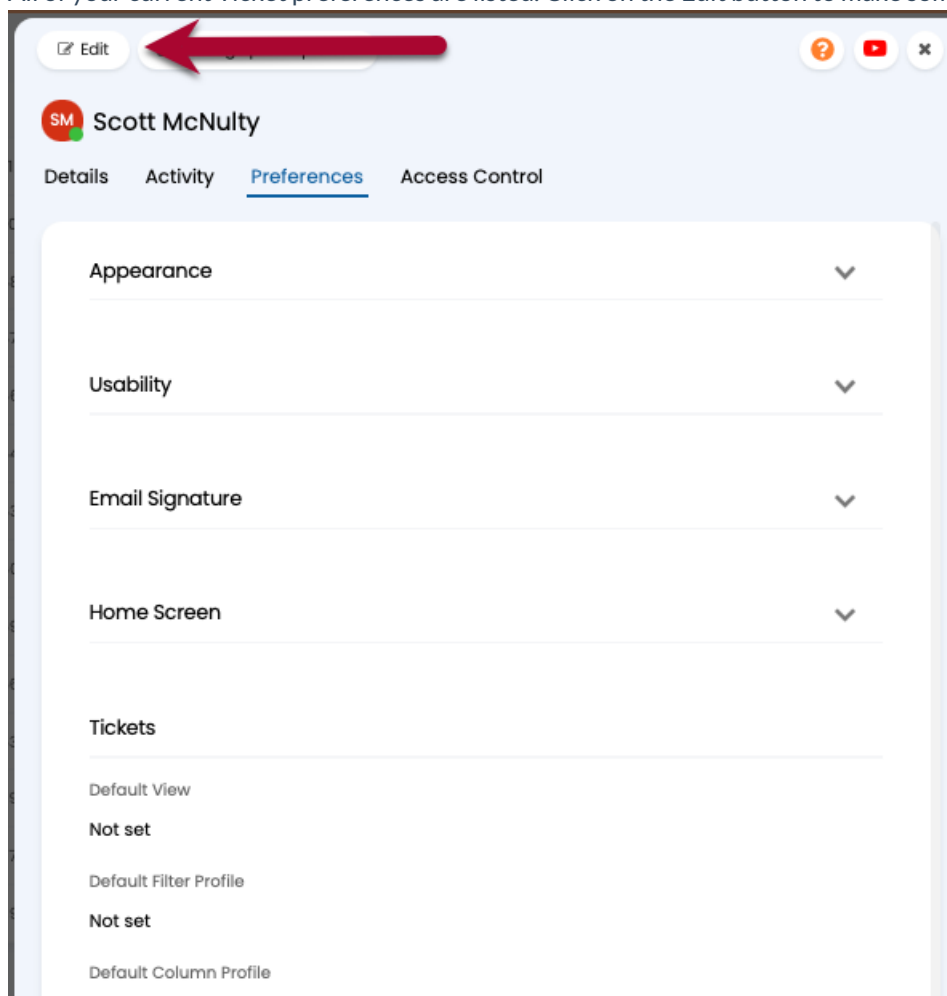 Edit
SM Scott McNulty
Details Activity Preferences Access Control
Appearance
Usability
Email Signature
Home Screen
Tickets
Default View
Not set
Default Filter Profile
Not set
Default Column Profile